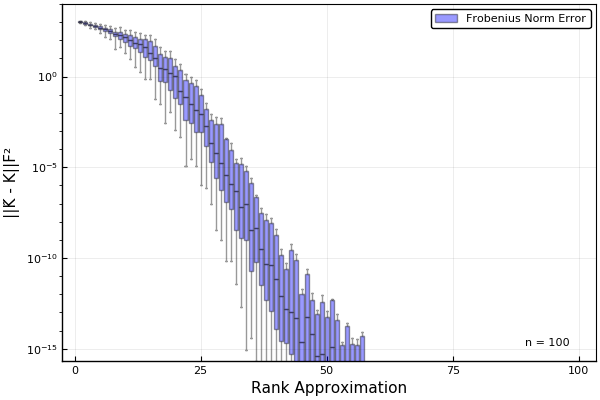 Frobenius Norm Error
||K - K||F²
10⁰
10⁻⁵
10⁻¹⁰
10⁻¹⁵
n = 100
0 25 50 75 100
Rank Approximation